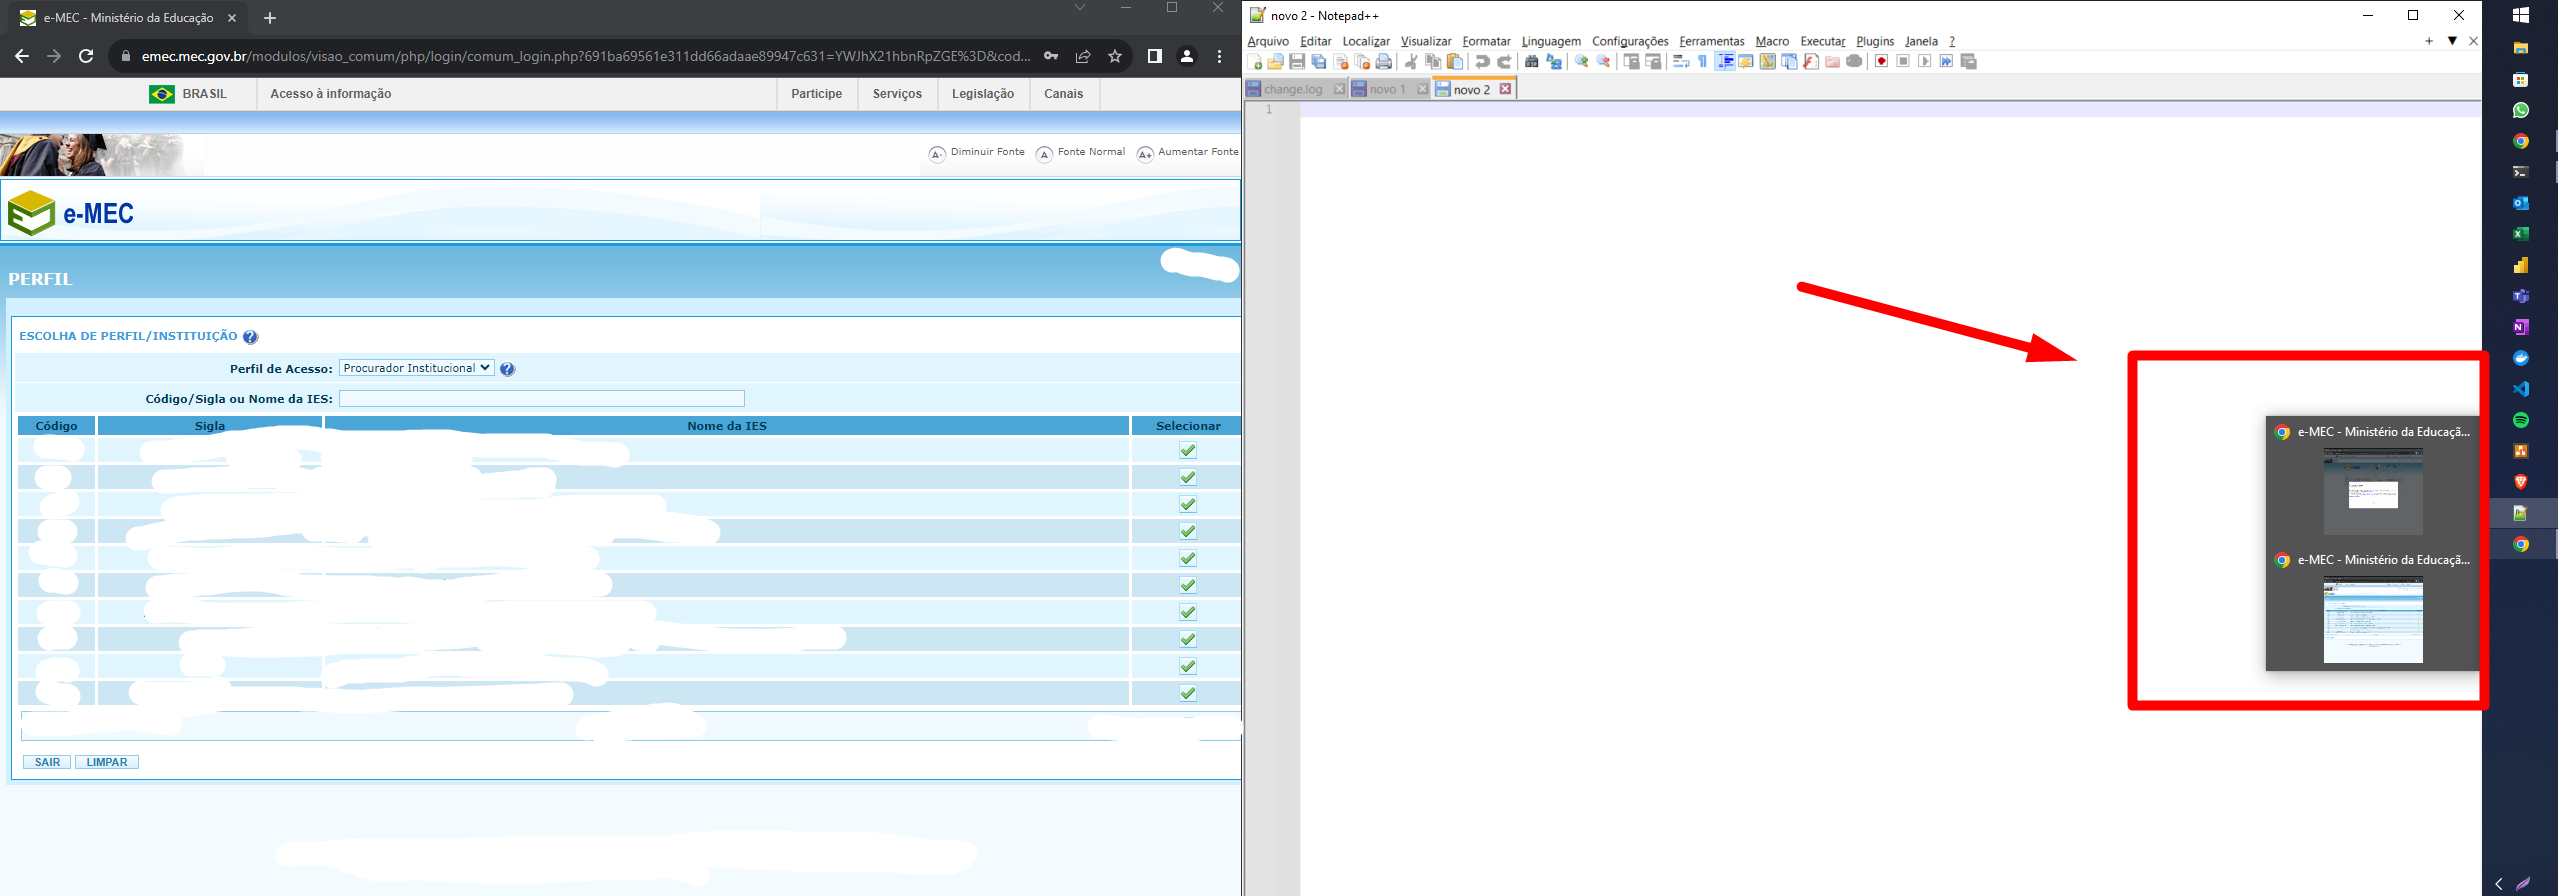 e-MEC - Ministério da Educação
emec.mec.gov.br/modulos/visao_comum/php/login/comum_login.php?691ba69561e311dd66adaae89947c631=YWJhX21hbnRpZGE%3D&cod...
BRASIL
Acesso à informação
Participe
Serviços
Legislação
Canais
A- Diminuir Fonte
A Fonte Normal
A+ Aumentar Fonte
e-MEC
PERFIL
ESCOLHA DE PERFIL/INSTITUIÇÃO ?
Perfil de Acesso: Procurador Institucional ?
Código/Sigla ou Nome da IES:
Código Sigla Nome da IES Selecionar
SAIR LIMPAR
novo 2 - Notepad++
Arquivo Editar Localizar Visualizar Formatar Linguagem Configurações Ferramentas Macro Executar Plugins Janela ?
change.log novo 1 novo 2
1
e-MEC - Ministério da Educaçã...
e-MEC - Ministério da Educaçã...